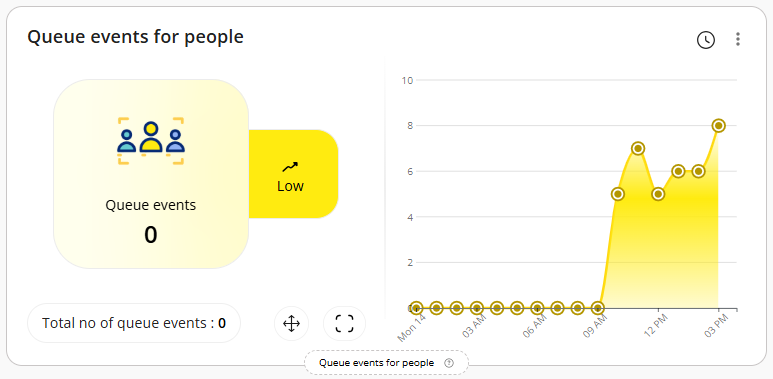 Queue events for people
Queue events
0
Low
Total no of queue events : 0
10
8
6
4
2
0
Mon 14
03 AM
06 AM
09 AM
12 PM
03 PM
Queue events for people ?